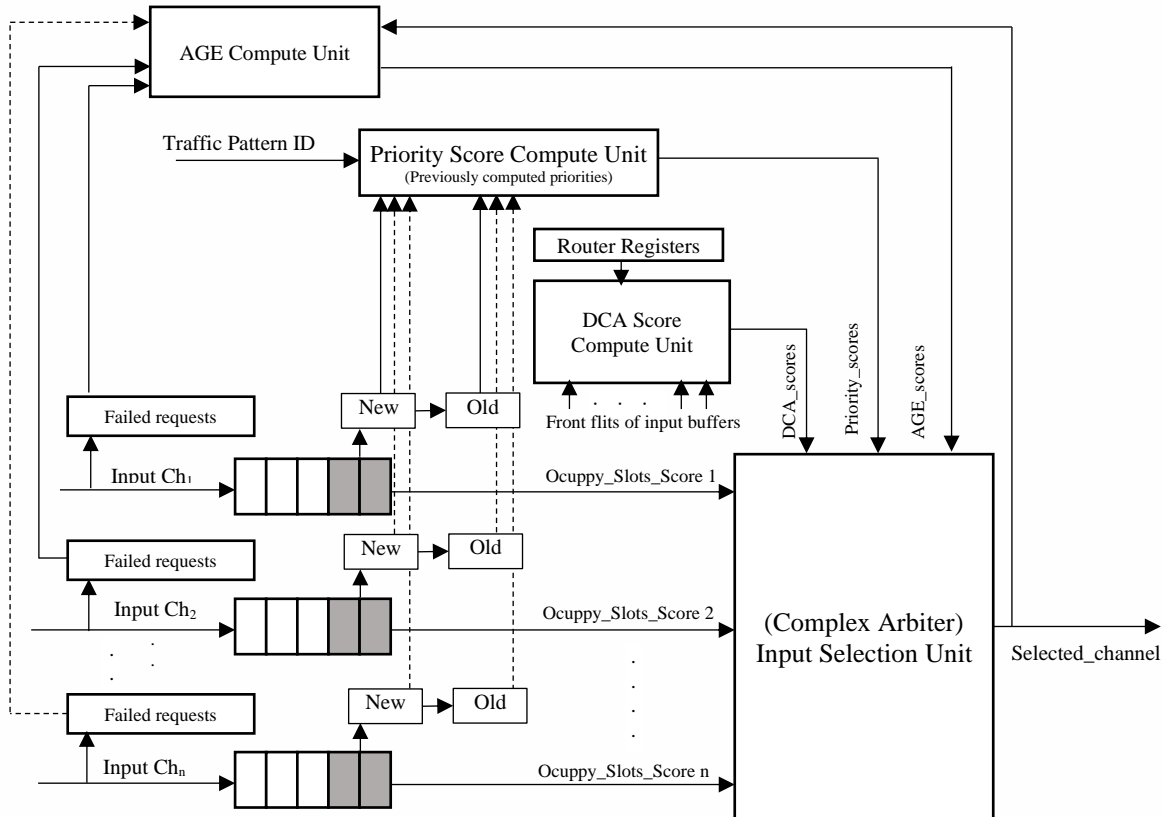 AGE Compute Unit
Traffic Pattern ID
Priority Score Compute Unit
(Previously computed priorities)
Router Registers
DCA Score
Compute Unit
DCA_scores
Priority_scores
AGE_scores
Failed requests
New
Old
Front flits of input buffers
Input Ch1
Ocuppy_Slots_Score 1
Failed requests
New
Old
Input Ch2
Ocuppy_Slots_Score 2
(Complex Arbiter)
Input Selection Unit
Selected_channel
Failed requests
New
Old
Input Chn
Ocuppy_Slots_Score n